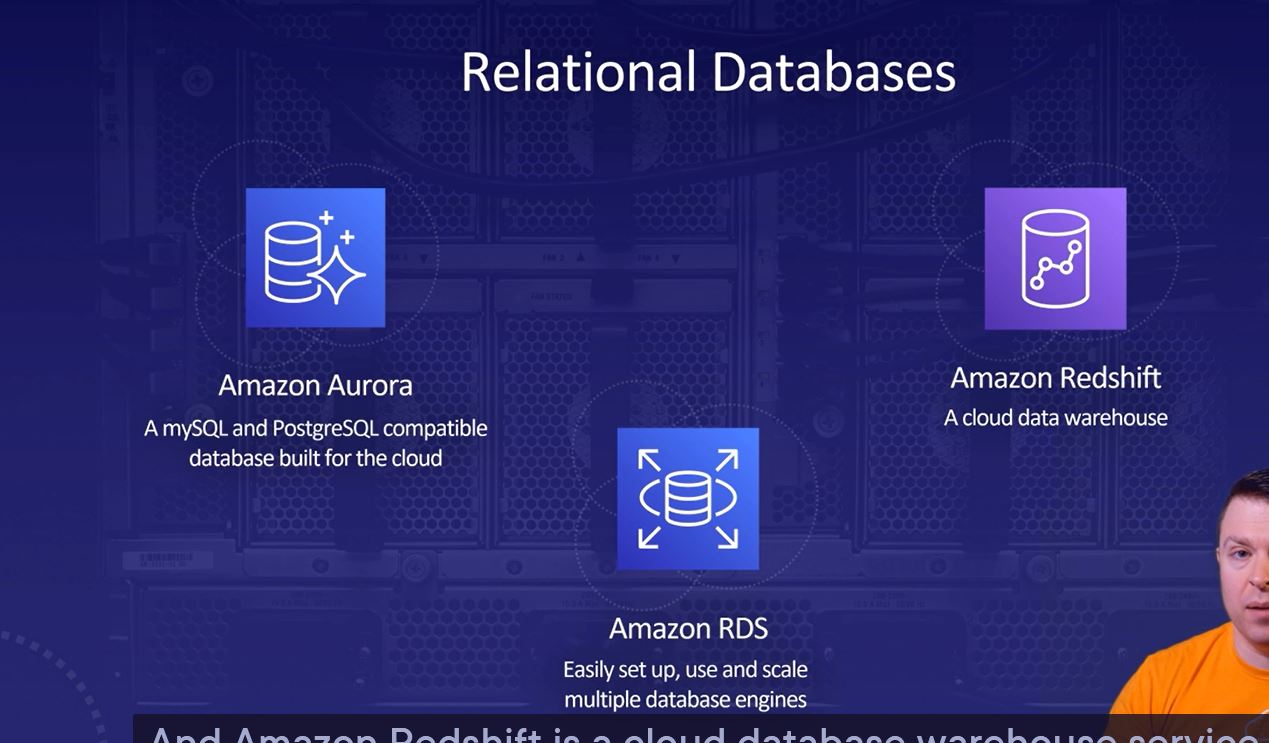 Relational Databases
Amazon Aurora
A mySQL and PostgreSQL compatible
database built for the cloud
Amazon Redshift
A cloud data warehouse
Amazon RDS
Easily set up, use and scale
multiple database engines
And Amazon Redshift is a cloud database warehouse service